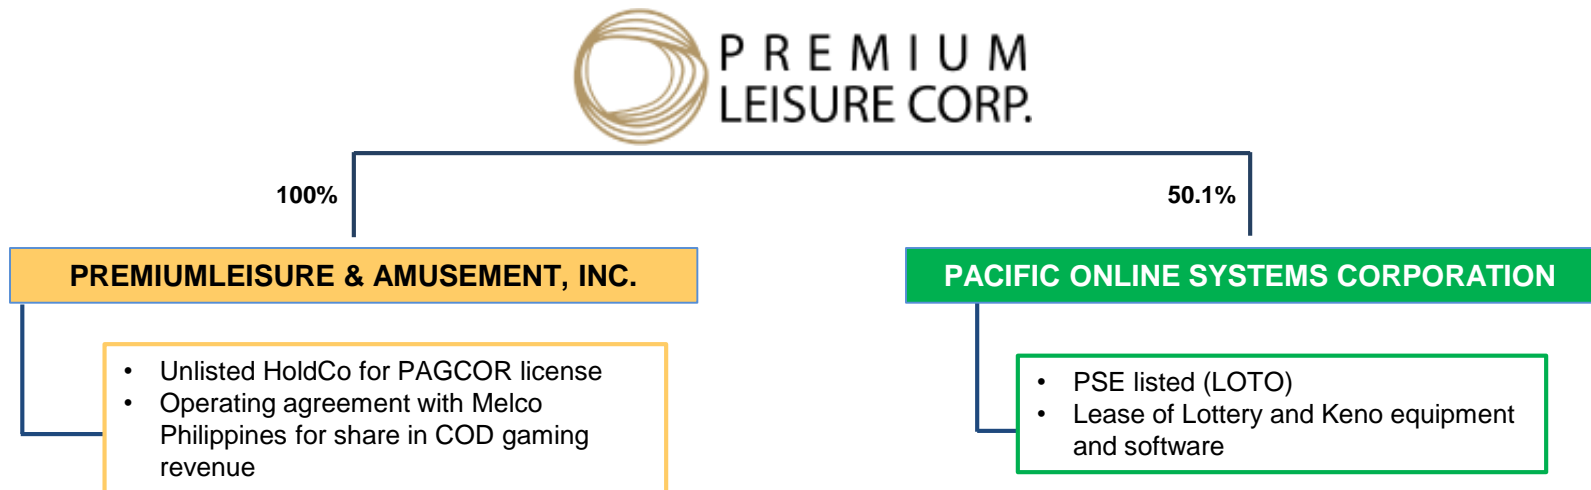 PREMIUM
LEISURE CORP.
100%
50.1%
PREMIUMLEISURE & AMUSEMENT, INC.
• Unlisted HoldCo for PAGCOR license
• Operating agreement with Melco
Philippines for share in COD gaming
revenue
PACIFIC ONLINE SYSTEMS CORPORATION
• PSE listed (LOTO)
• Lease of Lottery and Keno equipment
and software